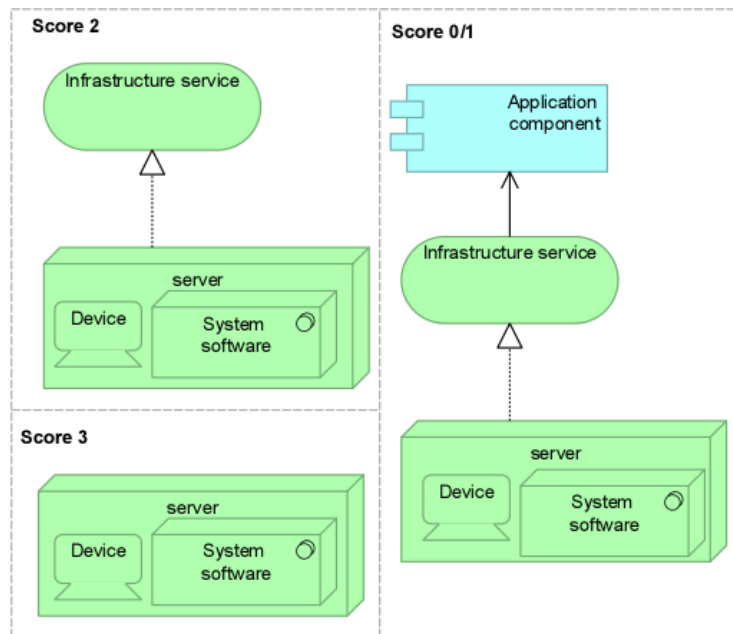 Score 2
Infrastructure service
server
Device
System
software
Score 3
server
Device
System
software
Score 0/1
Application
component
Infrastructure service
server
Device
System
software